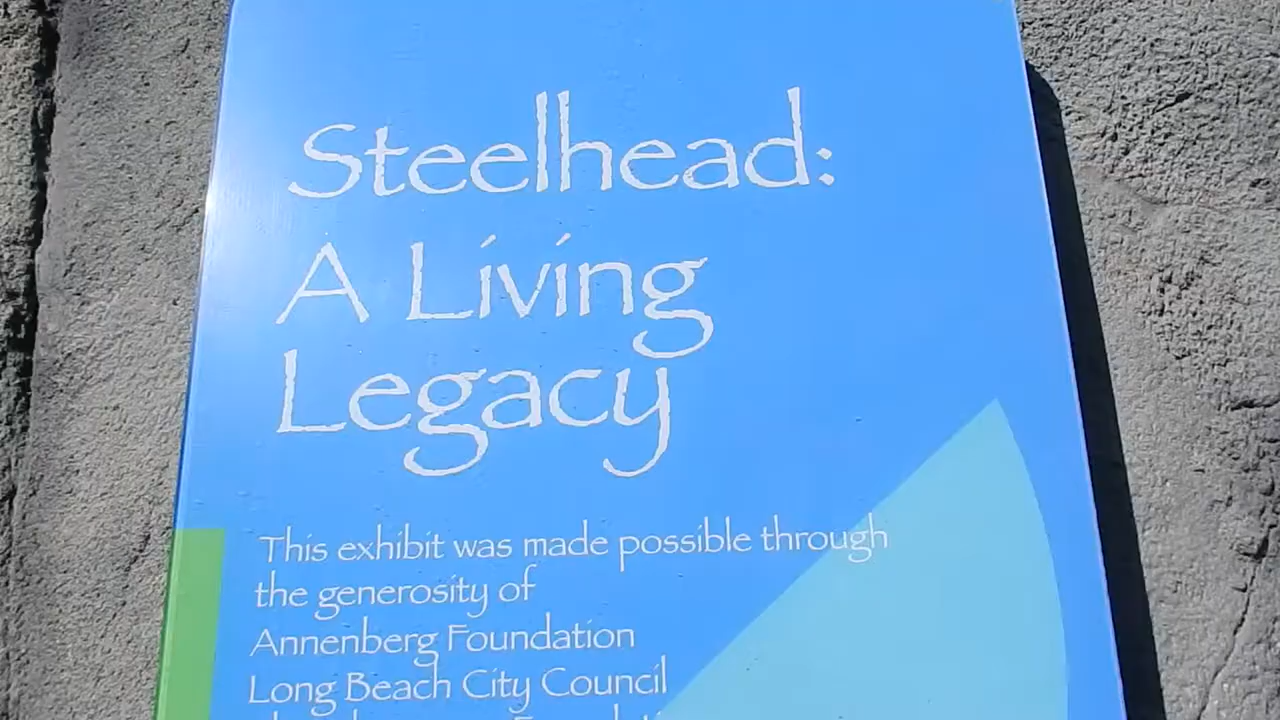 Steelhead:
A Living
Legacy
This exhibit was made possible through
the generosity of
Annenberg Foundation
Long Beach City Council